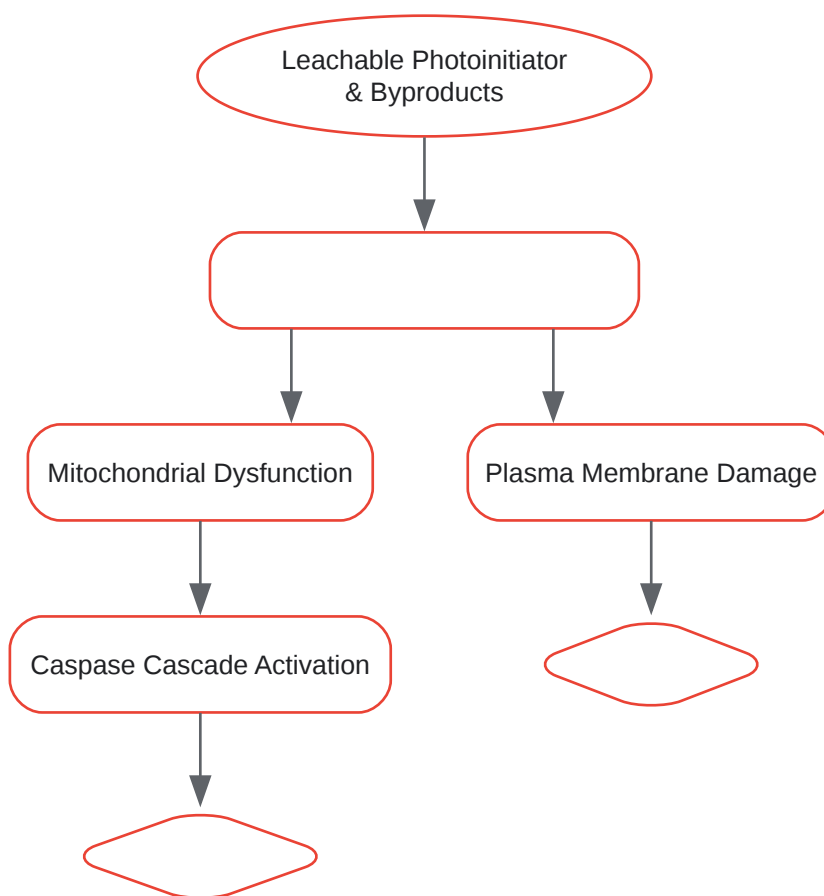 Leachable Photoinitiator
& Byproducts
Mitochondrial Dysfunction
Plasma Membrane Damage
Caspase Cascade Activation